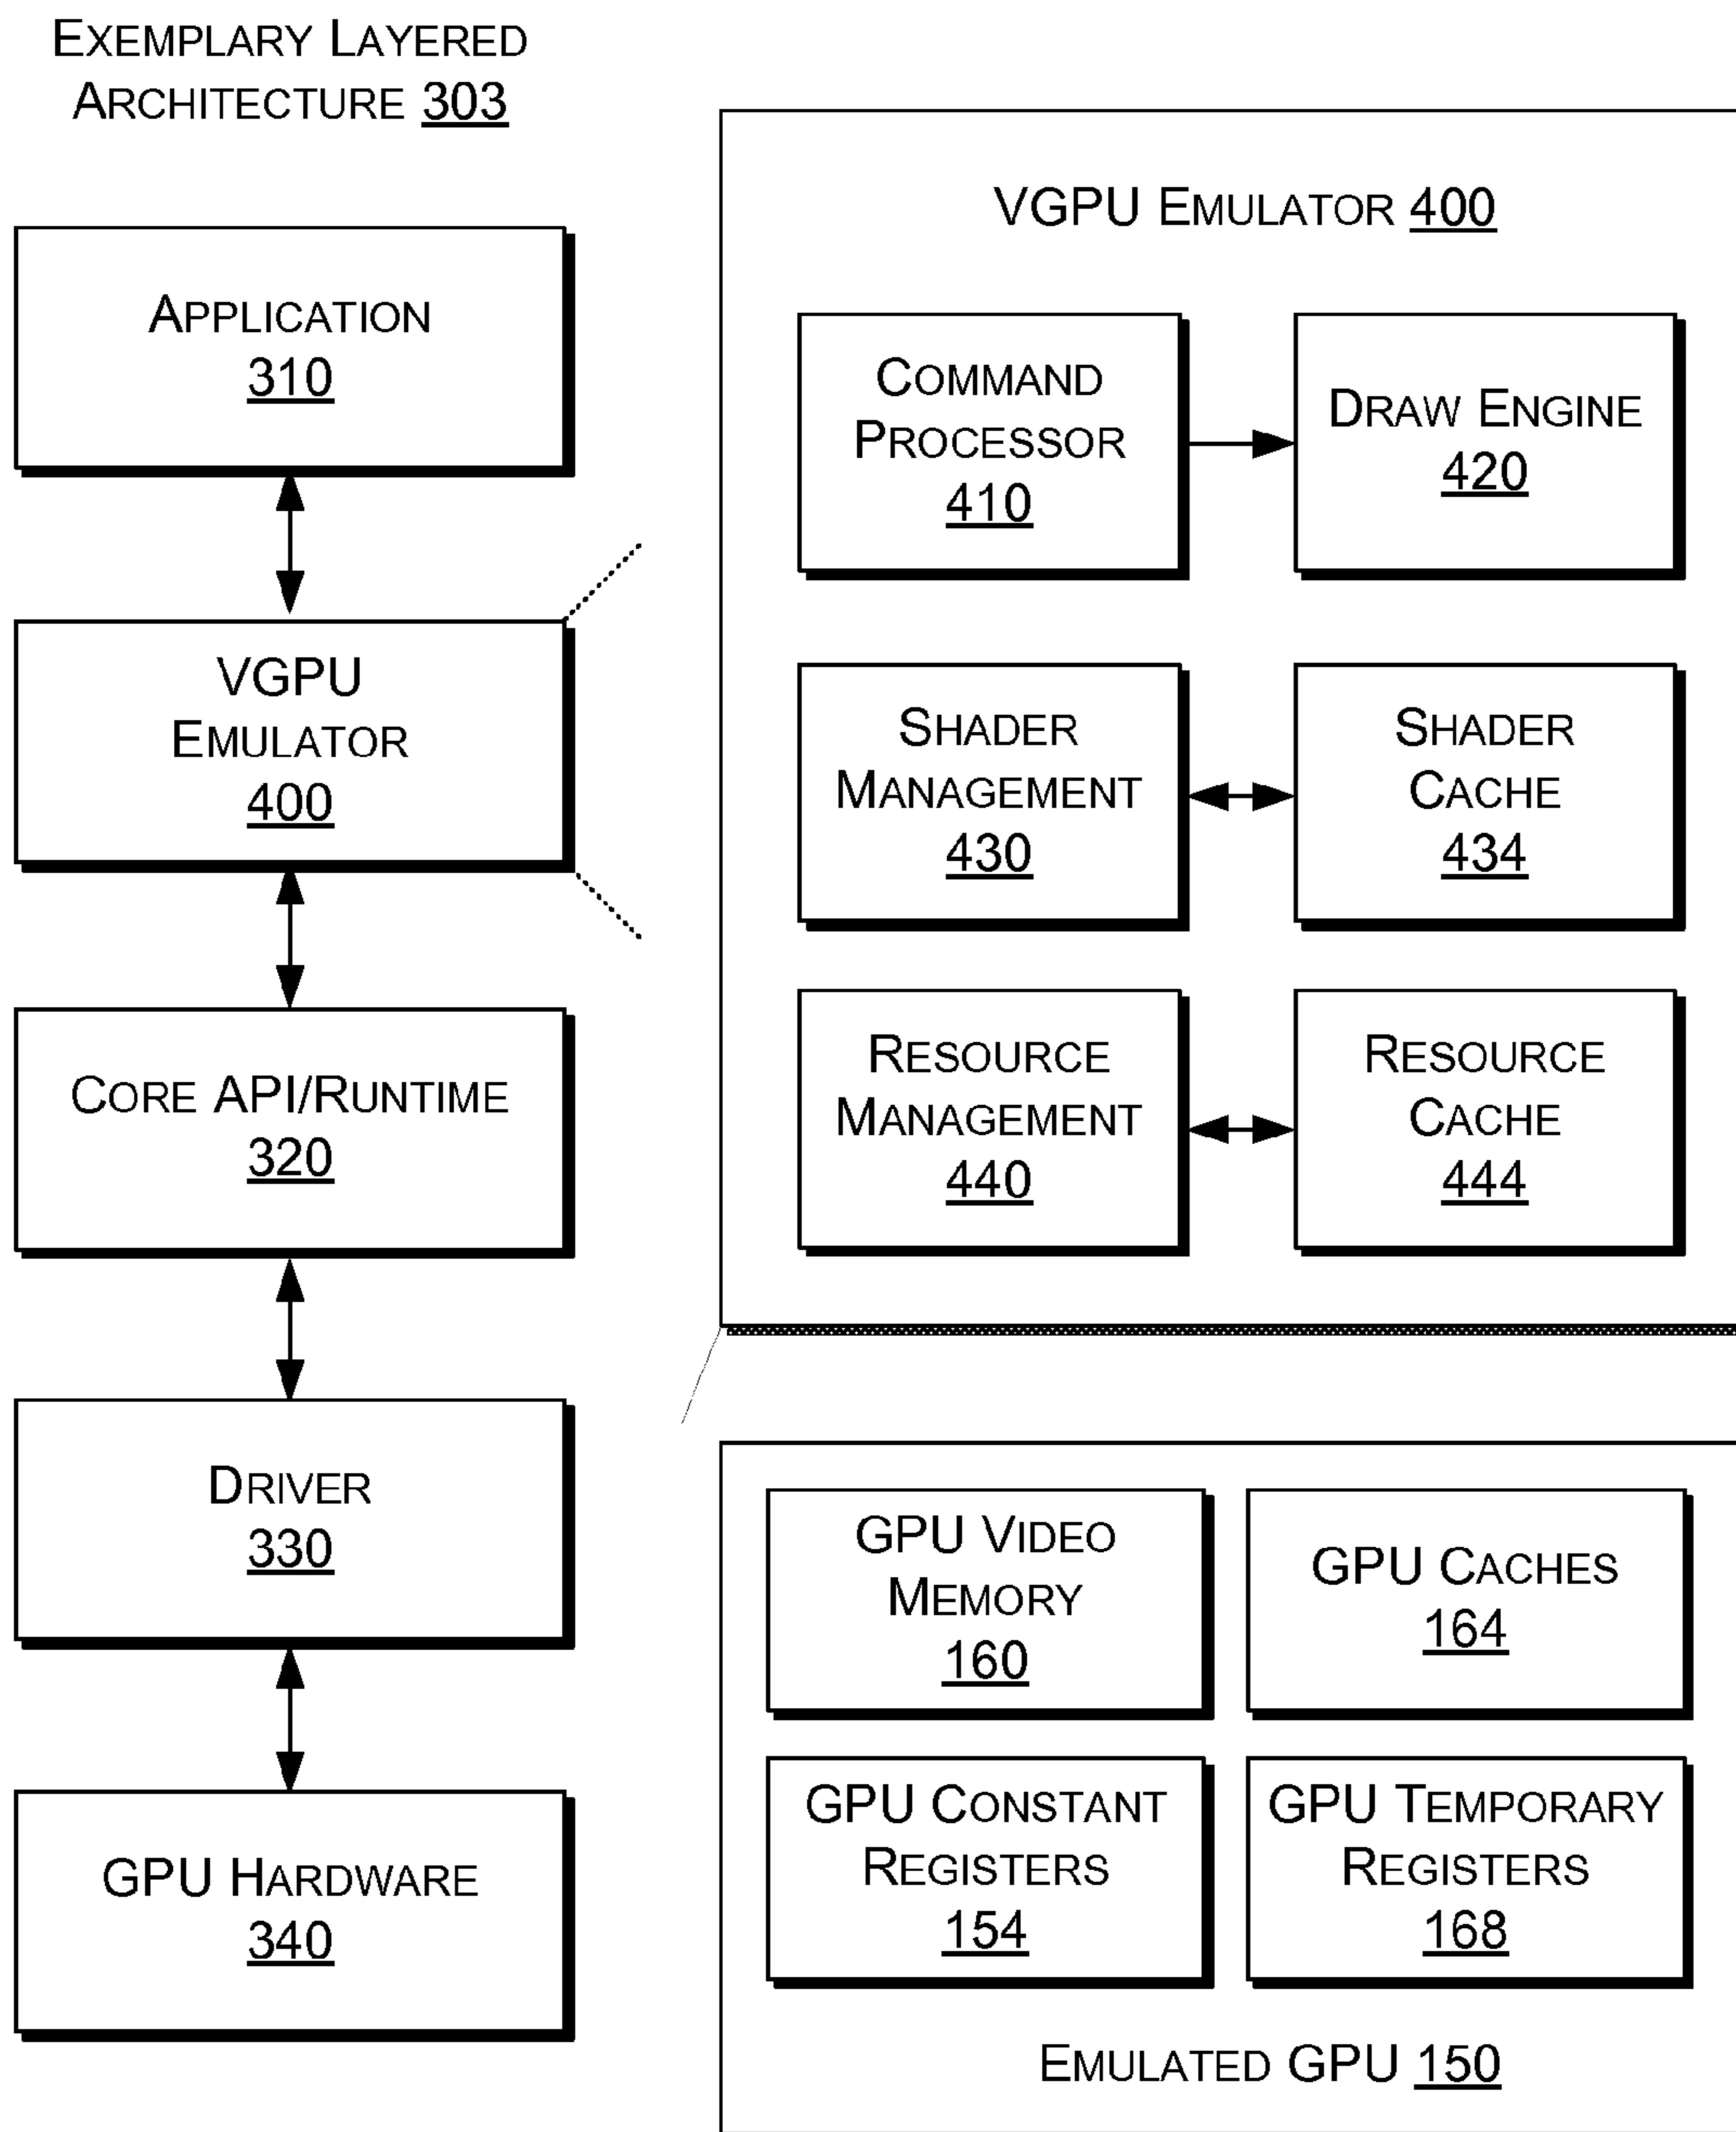 EXEMPLARY LAYERED
ARCHITECTURE 303
APPLICATION
310
VGPU
EMULATOR
400
CORE API/RUNTIME
320
DRIVER
330
GPU HARDWARE
340
VGPU EMULATOR 400
COMMAND
PROCESSOR
410
DRAW ENGINE
420
SHADER
MANAGEMENT
430
SHADER
CACHE
434
RESOURCE
MANAGEMENT
440
RESOURCE
CACHE
444
GPU VIDEO
MEMORY
160
GPU CACHES
164
GPU CONSTANT
REGISTERS
154
GPU TEMPORARY
REGISTERS
168
EMULATED GPU 150